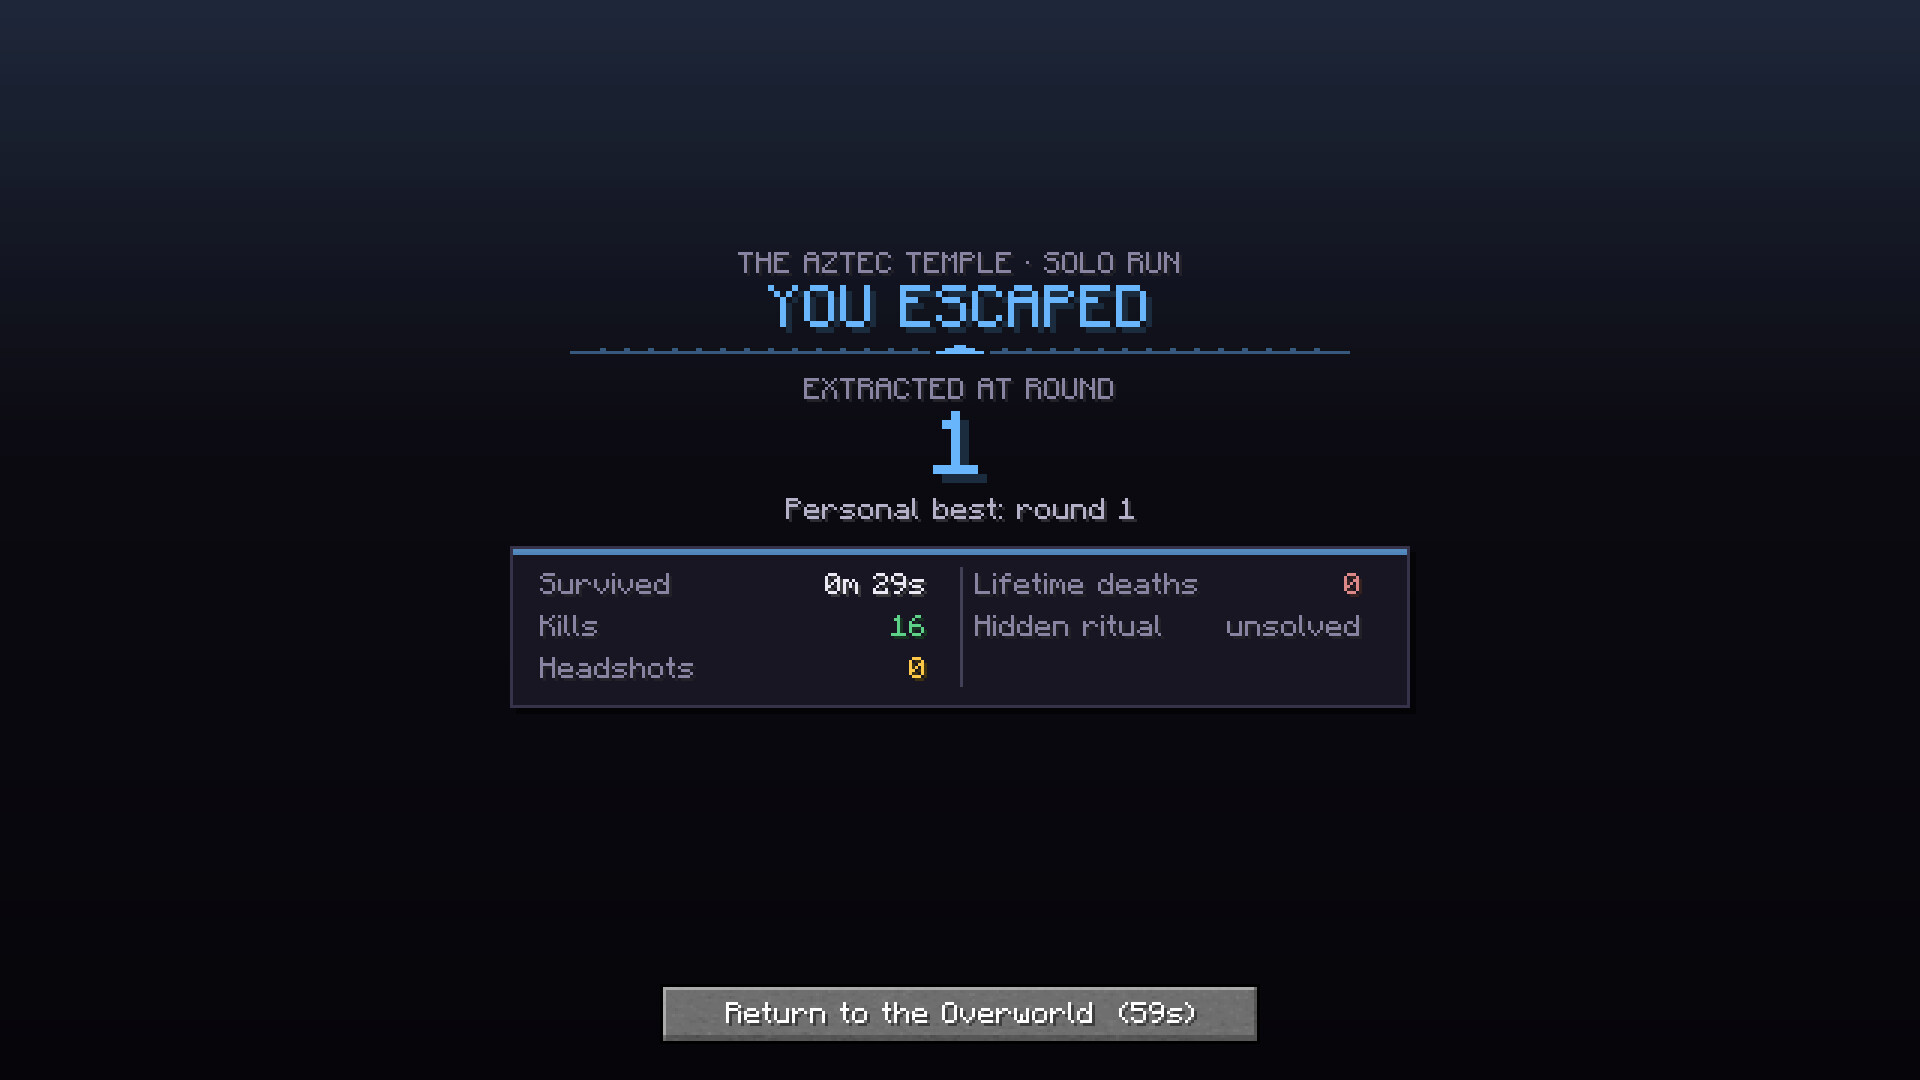 THE AZTEC TEMPLE · SOLO RUN
YOU ESCAPED
EXTRACTED AT ROUND
1
Personal best: round 1
Survived 0m 29s
Kills 16
Headshots 0
Lifetime deaths 0
Hidden ritual unsolved
Return to the Overworld (59s)